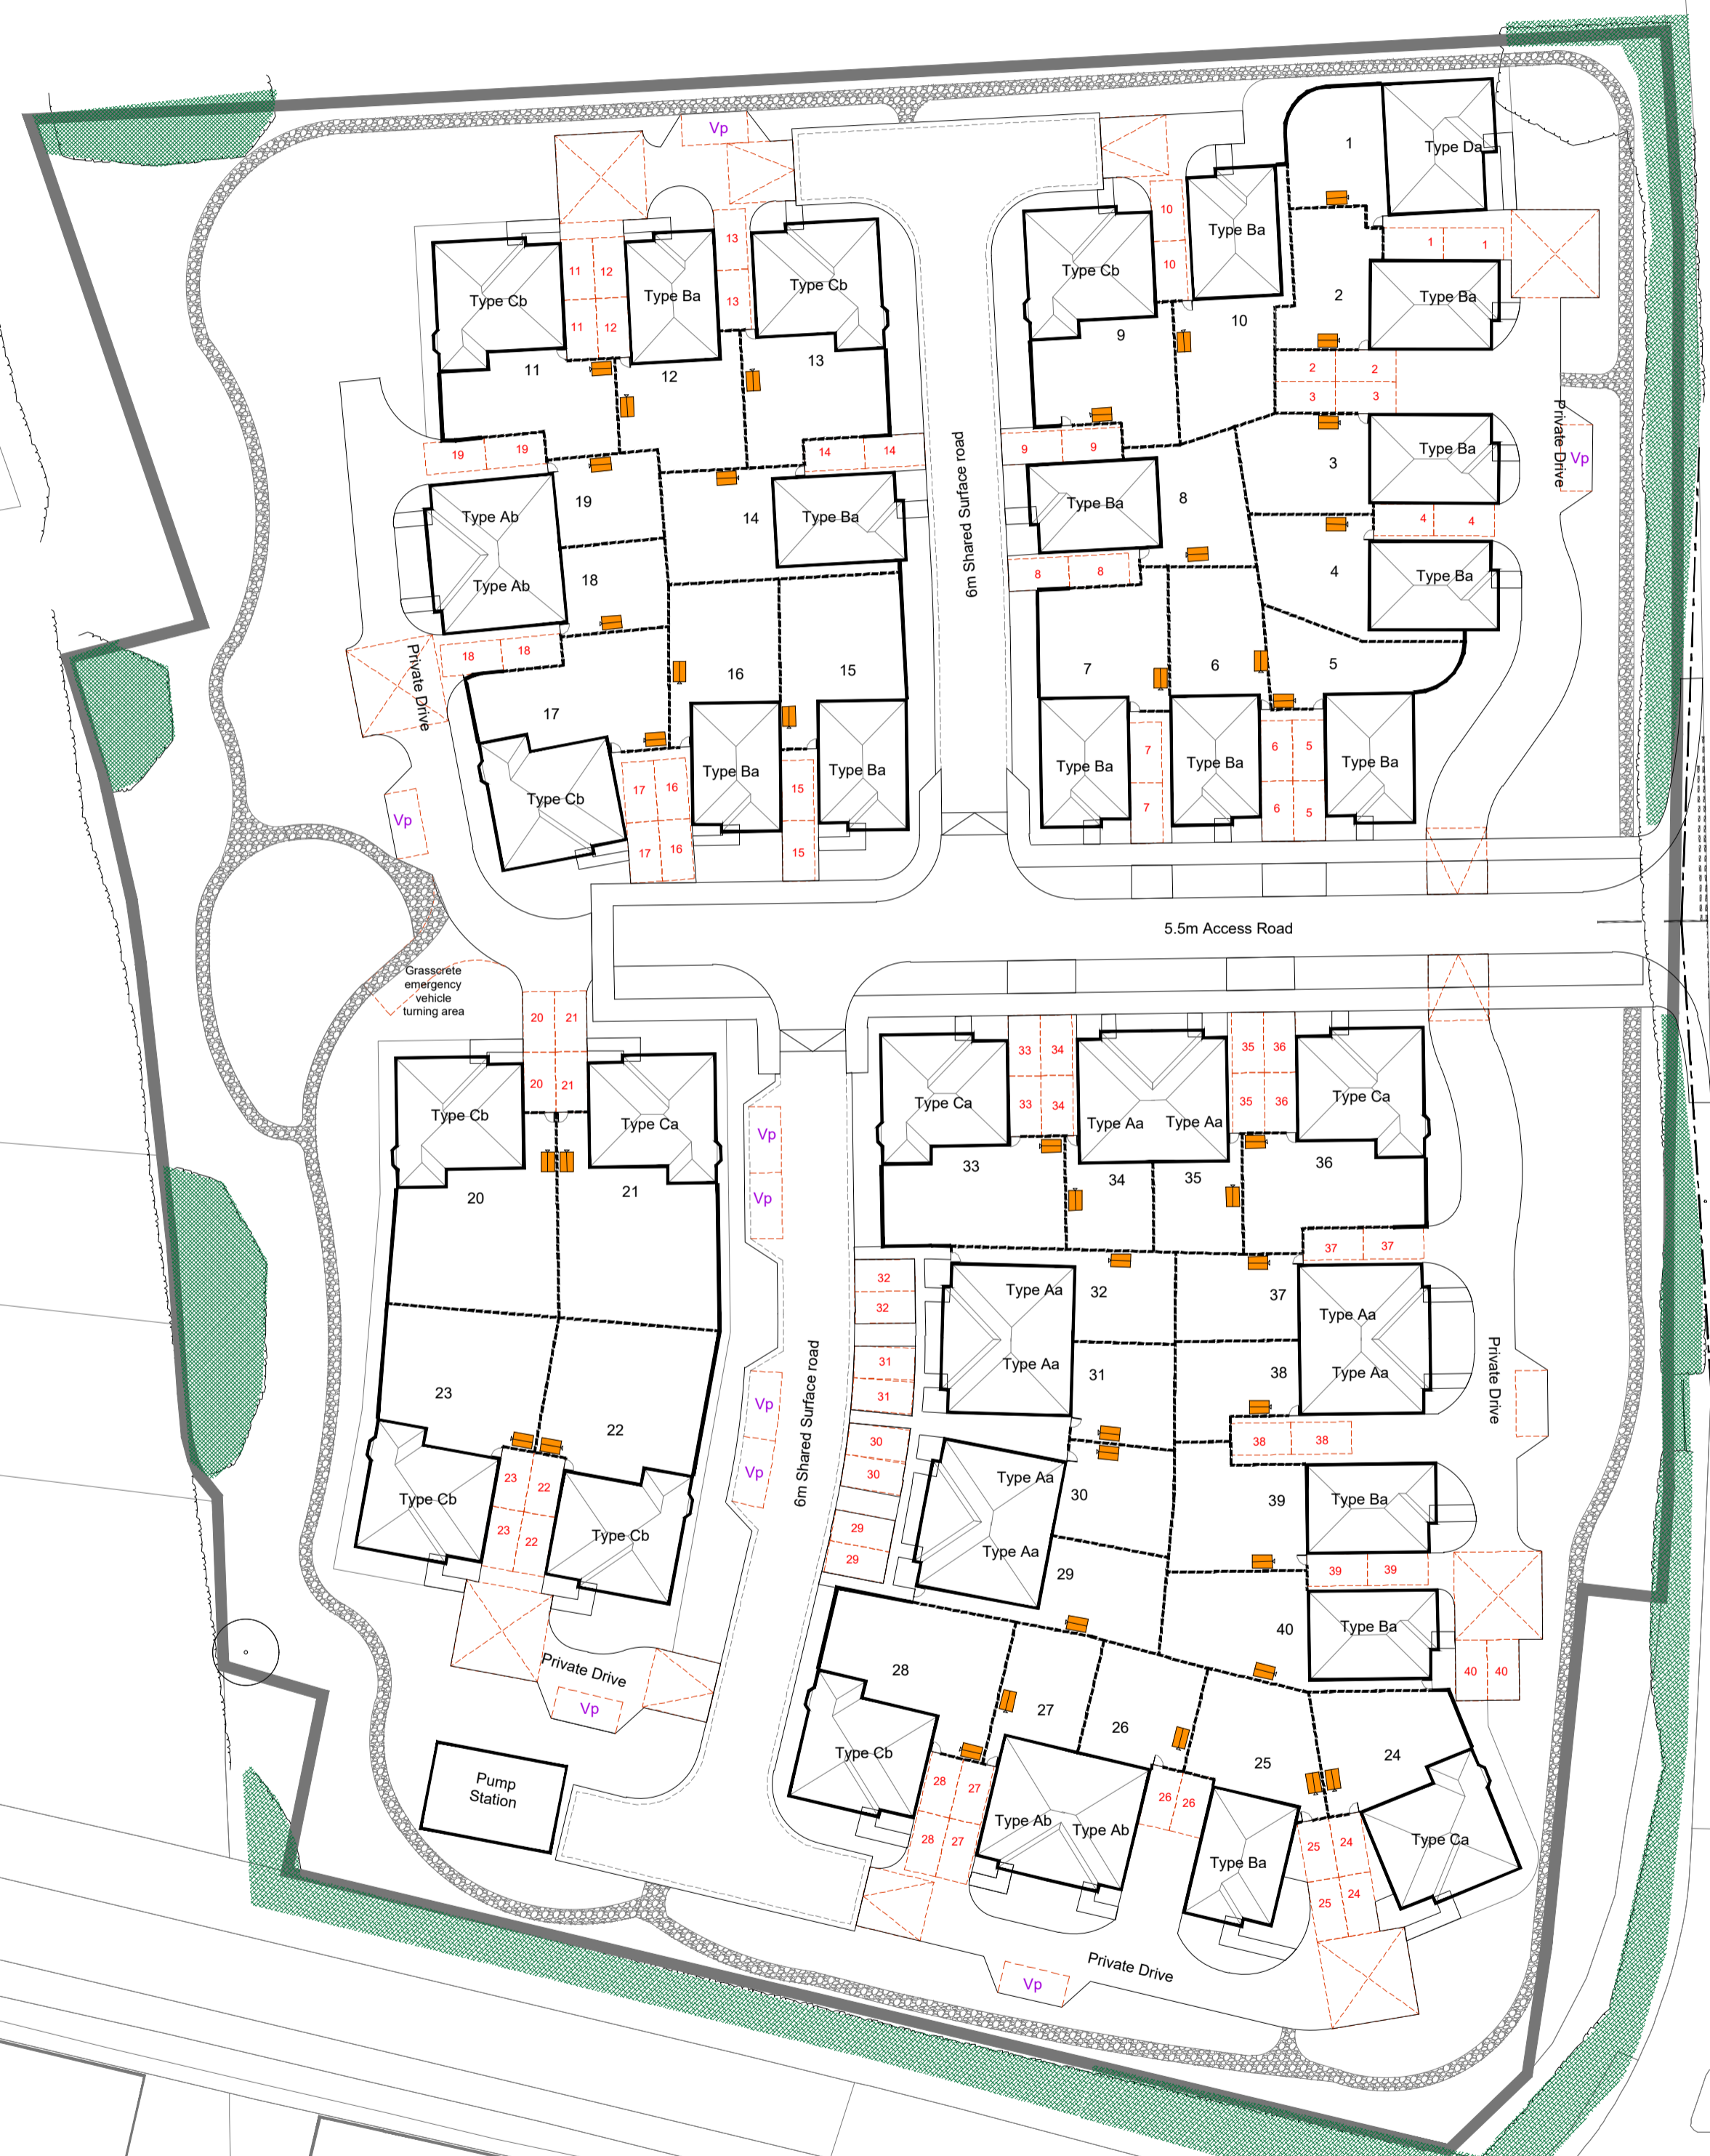 Vp
1
Type Da
10
Type Ba
13
1
1
11
12
Type Cb
10
Type Cb
Type Ba
Type Cb
13
2
Type Ba
11
12
10
9
13
11
12
2
2
3
3
Private Drive
19
19
14
14
9
9
Type Ba
Vp
3
6m Shared Surface road
19
Type Ab
14
Type Ba
Type Ba
8
4
4
18
Type Ab
8
8
4
Type Ba
18
18
Private Drive
16
15
7
6
5
17
7
6
5
Type Ba
Type Ba
Type Ba
Type Ba
Type Ba
17
16
15
Type Cb
7
6
5
Vp
17
16
15
5.5m Access Road
Grasscrete
emergency
vehicle
turning area
20
21
33
34
35
36
20
21
Type Cb
Type Ca
Type Ca
33
34
Type Aa
Type Aa
35
36
Type Ca
Vp
Vp
20
21
33
34
35
36
37
37
32
32
Type Aa
32
37
Type Aa
31
31
Type Aa
31
38
Type Aa
Private Drive
6m Shared Surface road
23
22
Vp
Vp
30
30
38
38
Type Aa
30
39
Type Ba
23
22
Type Cb
23
22
Type Cb
29
29
Type Aa
29
39
39
40
Type Ba
Private Drive
Vp
28
27
26
40
40
Pump
Station
Type Cb
25
24
28
27
26
26
Type Ab
Type Ab
28
27
Type Ba
25
24
Type Ca
25
24
Private Drive
Vp